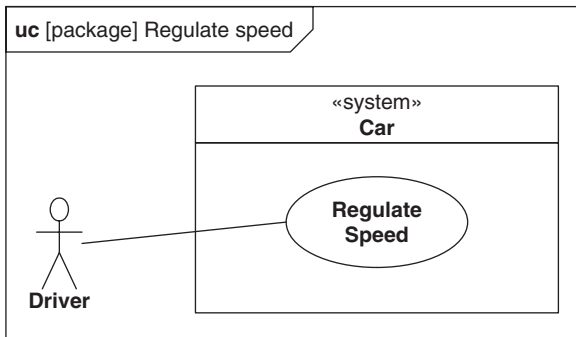 uc [package] Regulate speed
«system»
Car
Regulate
Speed
Driver